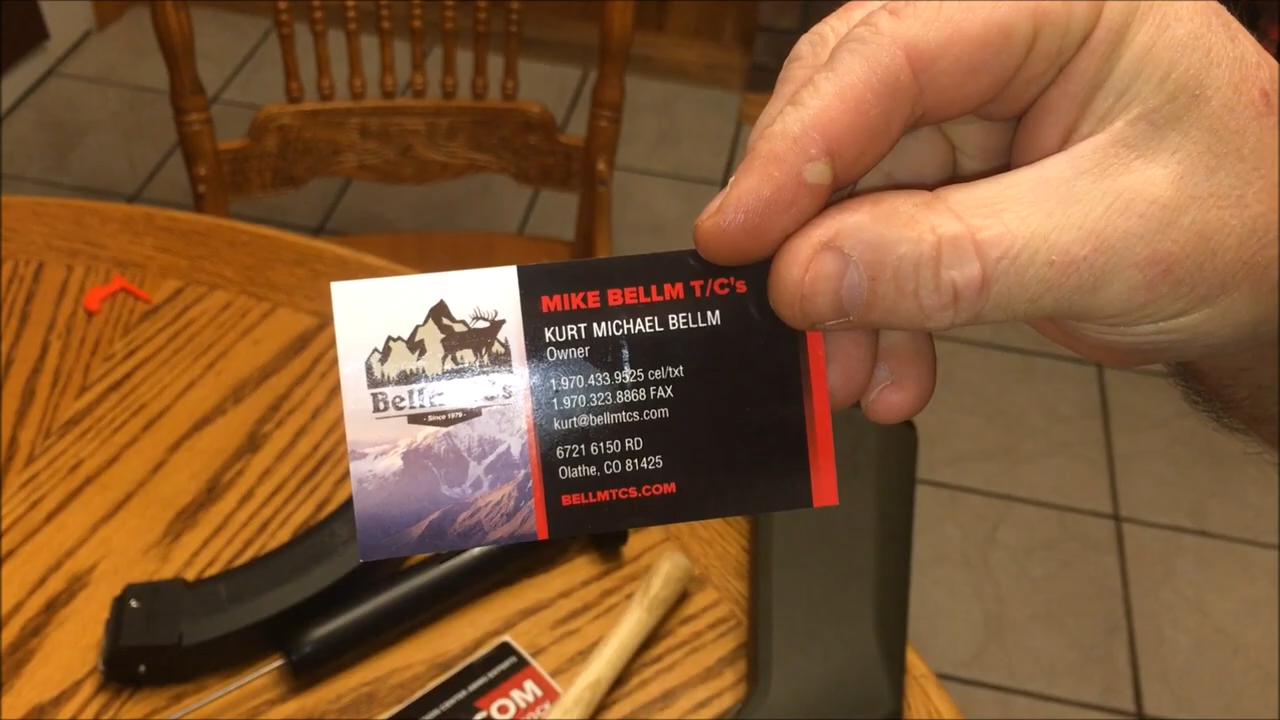 MIKE BELLM T/C's
KURT MICHAEL BELLM
Owner
1.970.433.9525 cel/txt
1.970.323.8868 FAX
kurt@bellmtcs.com
6721 6150 RD
Olathe, CO 81425
BELLMTCS.COM
- Since 1979 -
COM